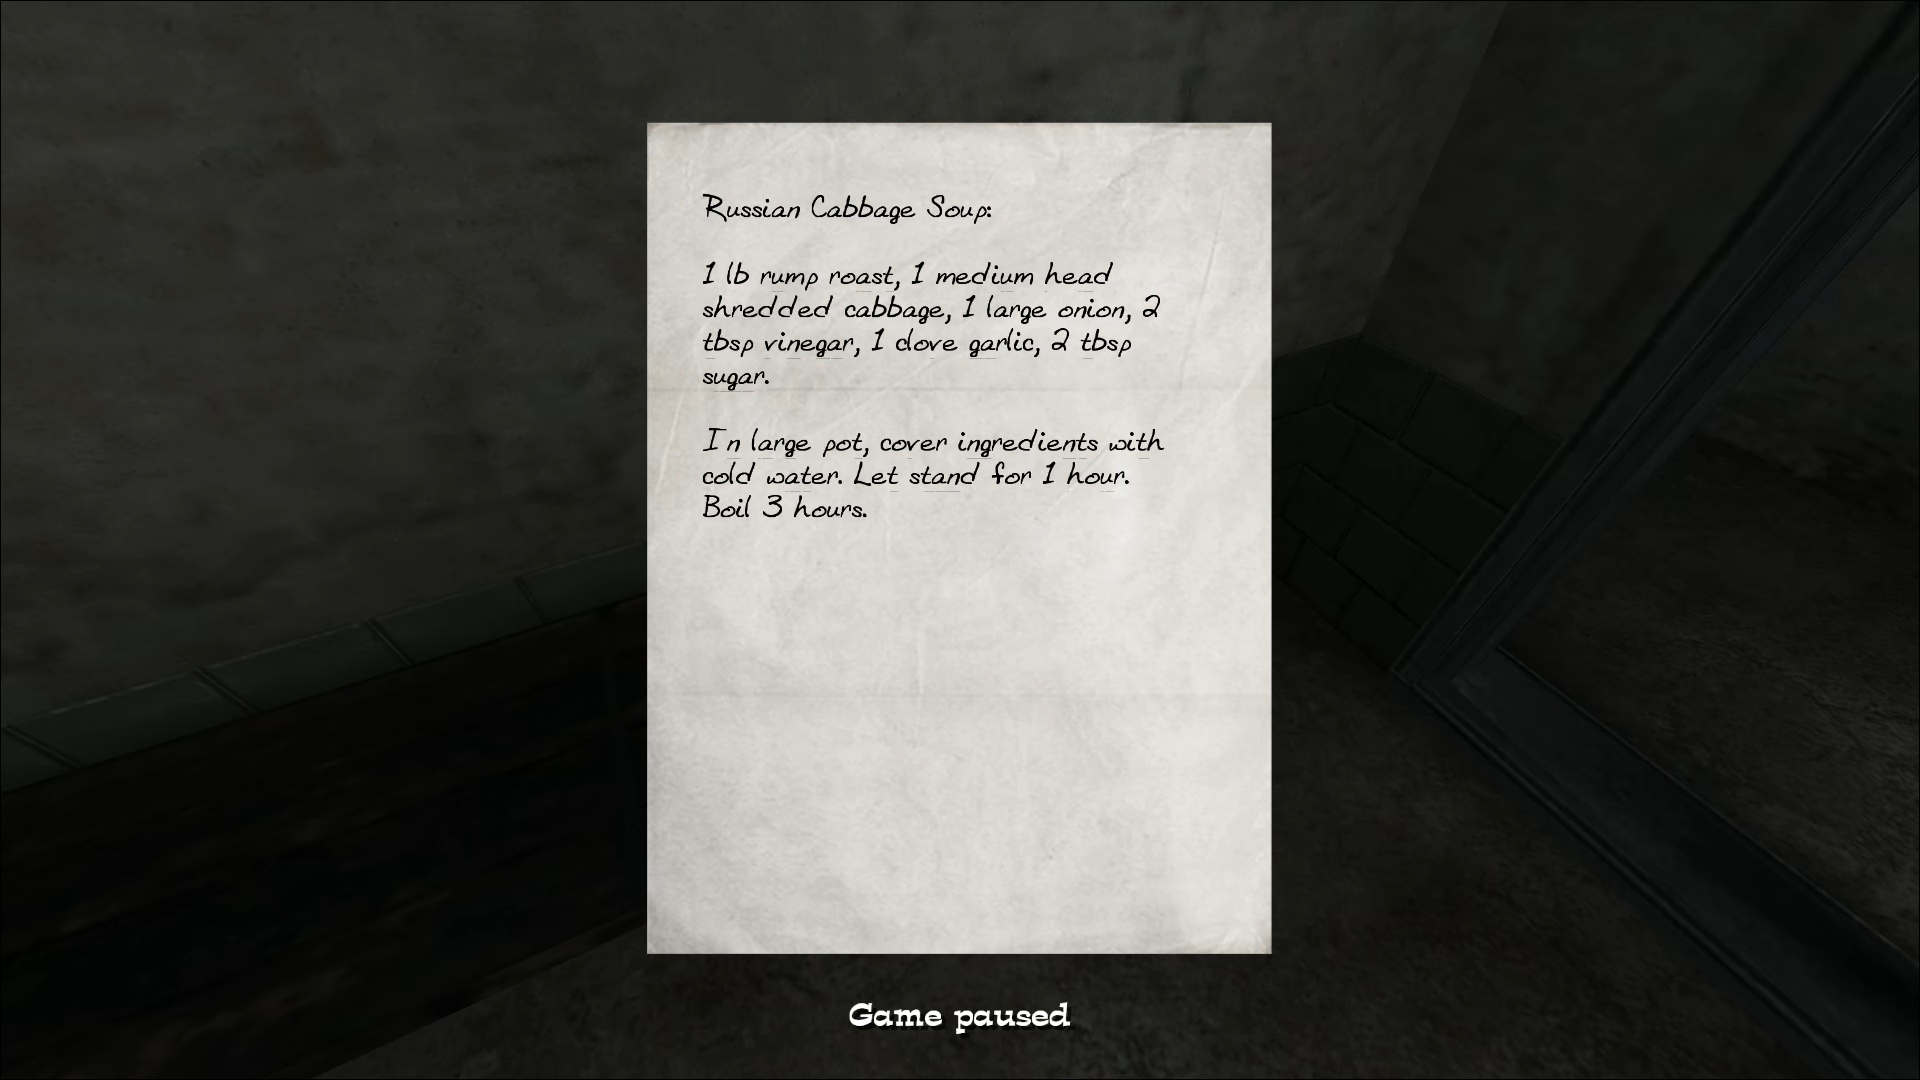 Russian Cabbage Soup:
1 lb rump roast, 1 medium head
shredded cabbage, 1 large onion, 2
tbsp vinegar, 1 clove garlic, 2 tbsp
sugar.
In large pot, cover ingredients with
cold water. Let stand for 1 hour.
Boil 3 hours.
Game paused